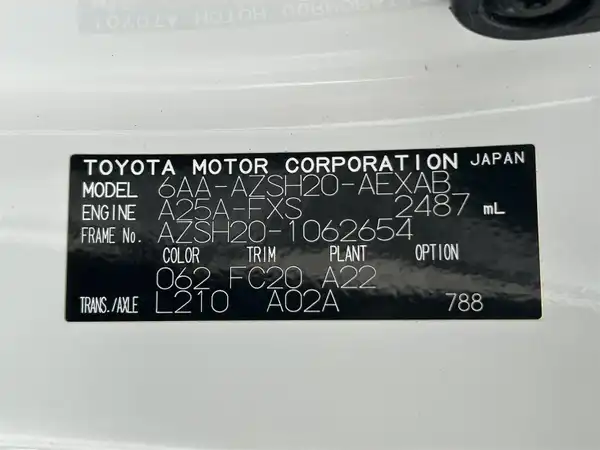 TOYOTA MOTOR CORPORATION JAPAN
MODEL 6AA-AZSH20-AEXAB
ENGINE A25A-FXS 2487 mL
FRAME No. AZSH20-1062654
COLOR TRIM PLANT OPTION
062 FC20 A22
TRANS./AXLE L210 A02A 788